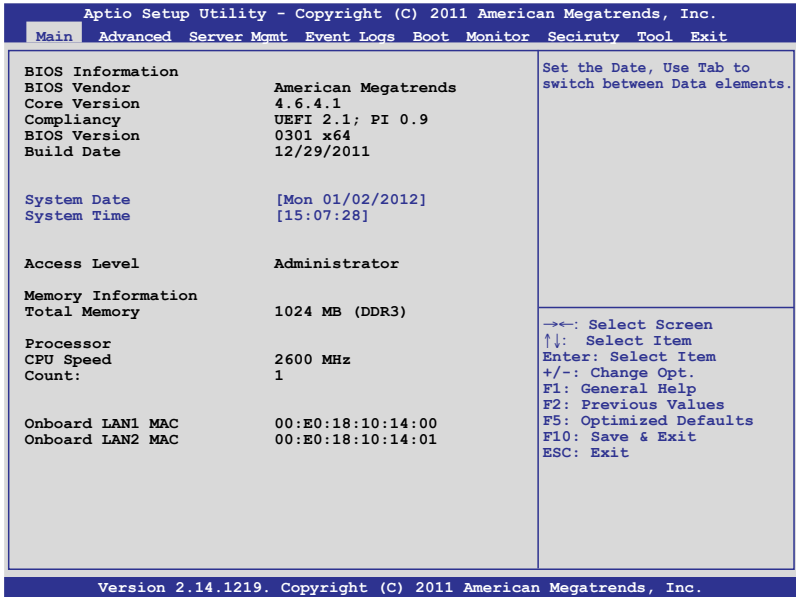 Aptio Setup Utility - Copyright (C) 2011 American Megatrends, Inc.
Main Advanced Server Mgmt Event Logs Boot Monitor Seciruty Tool Exit
BIOS Information
BIOS Vendor American Megatrends
Core Version 4.6.4.1
Compliancy UEFI 2.1; PI 0.9
BIOS Version 0301 x64
Build Date 12/29/2011
System Date [Mon 01/02/2012]
System Time [15:07:28]
Access Level Administrator
Memory Information
Total Memory 1024 MB (DDR3)
Processor
CPU Speed 2600 MHz
Count: 1
Onboard LAN1 MAC 00:E0:18:10:14:00
Onboard LAN2 MAC 00:E0:18:10:14:01
Set the Date, Use Tab to
switch between Data elements.
→←: Select Screen
↑↓: Select Item
Enter: Select Item
+/-: Change Opt.
F1: General Help
F2: Previous Values
F5: Optimized Defaults
F10: Save & Exit
ESC: Exit
Version 2.14.1219. Copyright (C) 2011 American Megatrends, Inc.